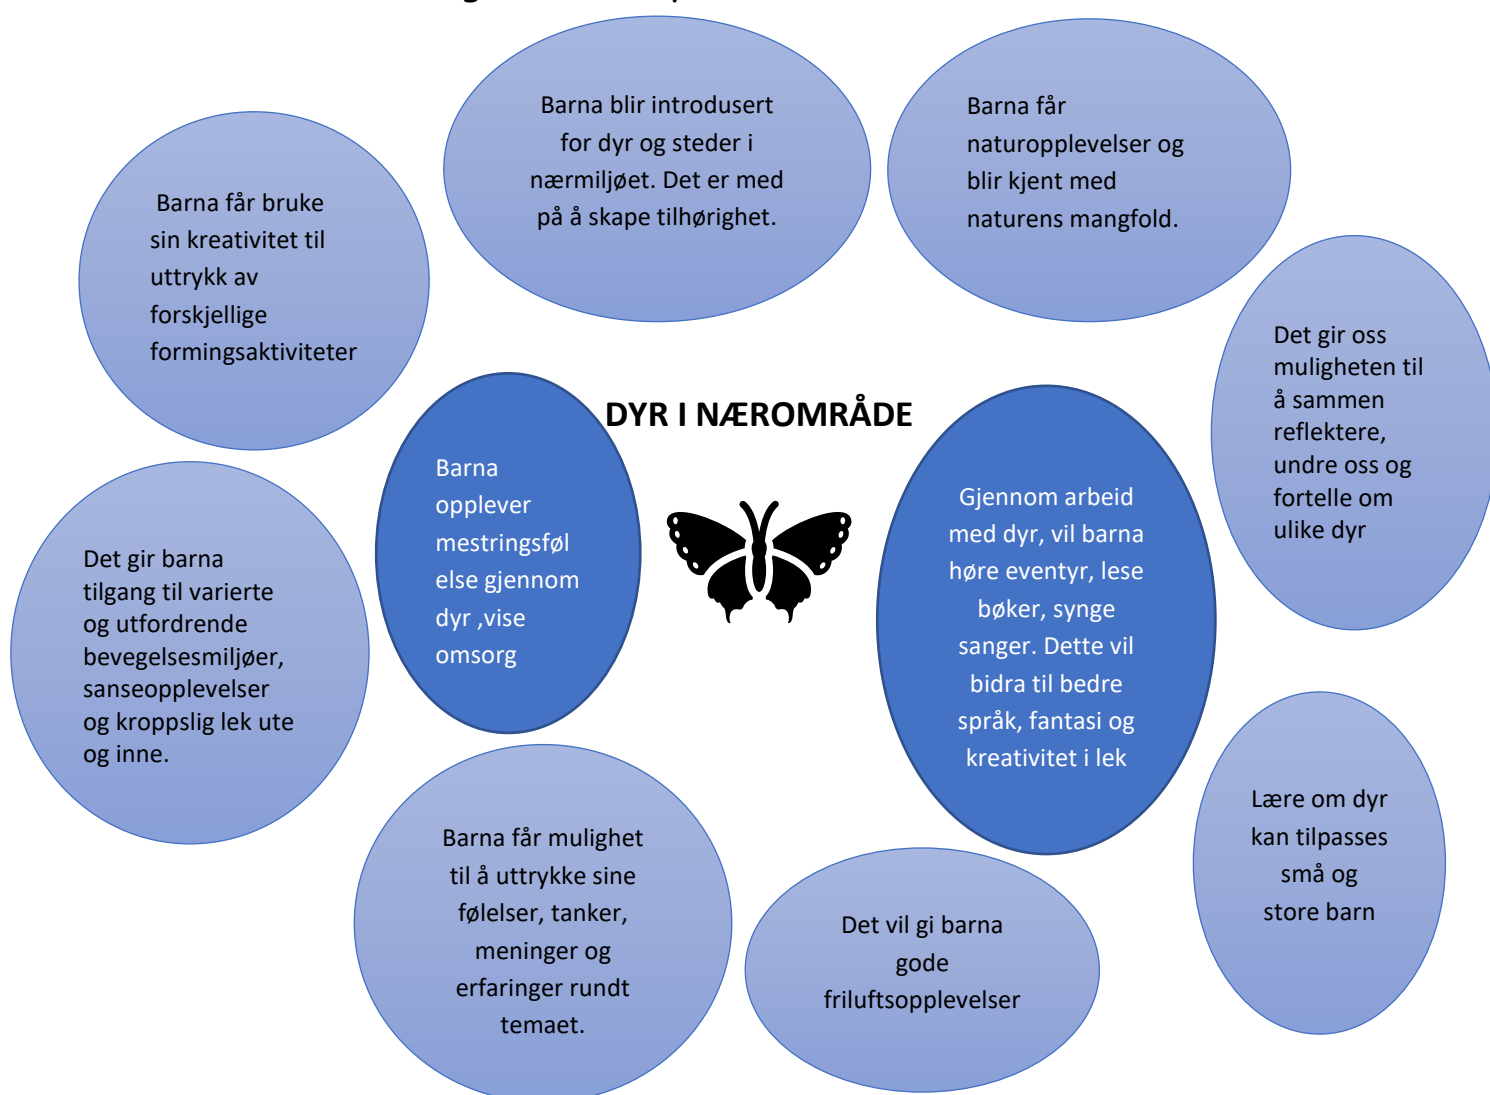 Barna blir introdusert
for dyr og steder i
nærmiljøet. Det er med
på å skape tilhørighet.
Barna får
naturopplevelser og
blir kjent med
naturens mangfold.
Barna får bruke
sin kreativitet til
uttrykk av
forskjellige
formingsaktiviteter
Det gir oss
muligheten til
å sammen
reflektere,
undre oss og
fortelle om
ulike dyr
DYR I NÆROMRÅDE
Barna
opplever
mestringsføl
else gjennom
dyr ,vise
omsorg
Gjennom arbeid
med dyr, vil barna
høre eventyr, lese
bøker, synge
sanger. Dette vil
bidra til bedre
språk, fantasi og
kreativitet i lek
Det gir barna
tilgang til varierte
og utfordrende
bevegelsesmiljøer,
sanseopplevelser
og kroppslig lek ute
og inne.
Lære om dyr
kan tilpasses
små og
store barn
Barna får mulighet
til å uttrykke sine
følelser, tanker,
meninger og
erfaringer rundt
temaet.
Det vil gi barna
gode
friluftsopplevelser